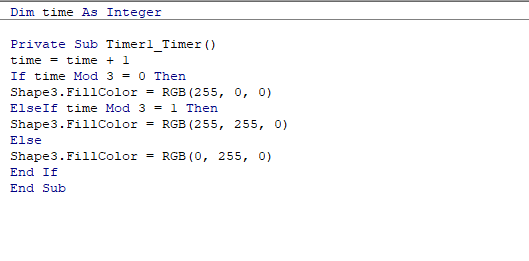 Dim time As Integer
Private Sub Timer1_Timer()
time = time + 1
If time Mod 3 = 0 Then
Shape3.FillColor = RGB(255, 0, 0)
ElseIf time Mod 3 = 1 Then
Shape3.FillColor = RGB(255, 255, 0)
Else
Shape3.FillColor = RGB(0, 255, 0)
End If
End Sub